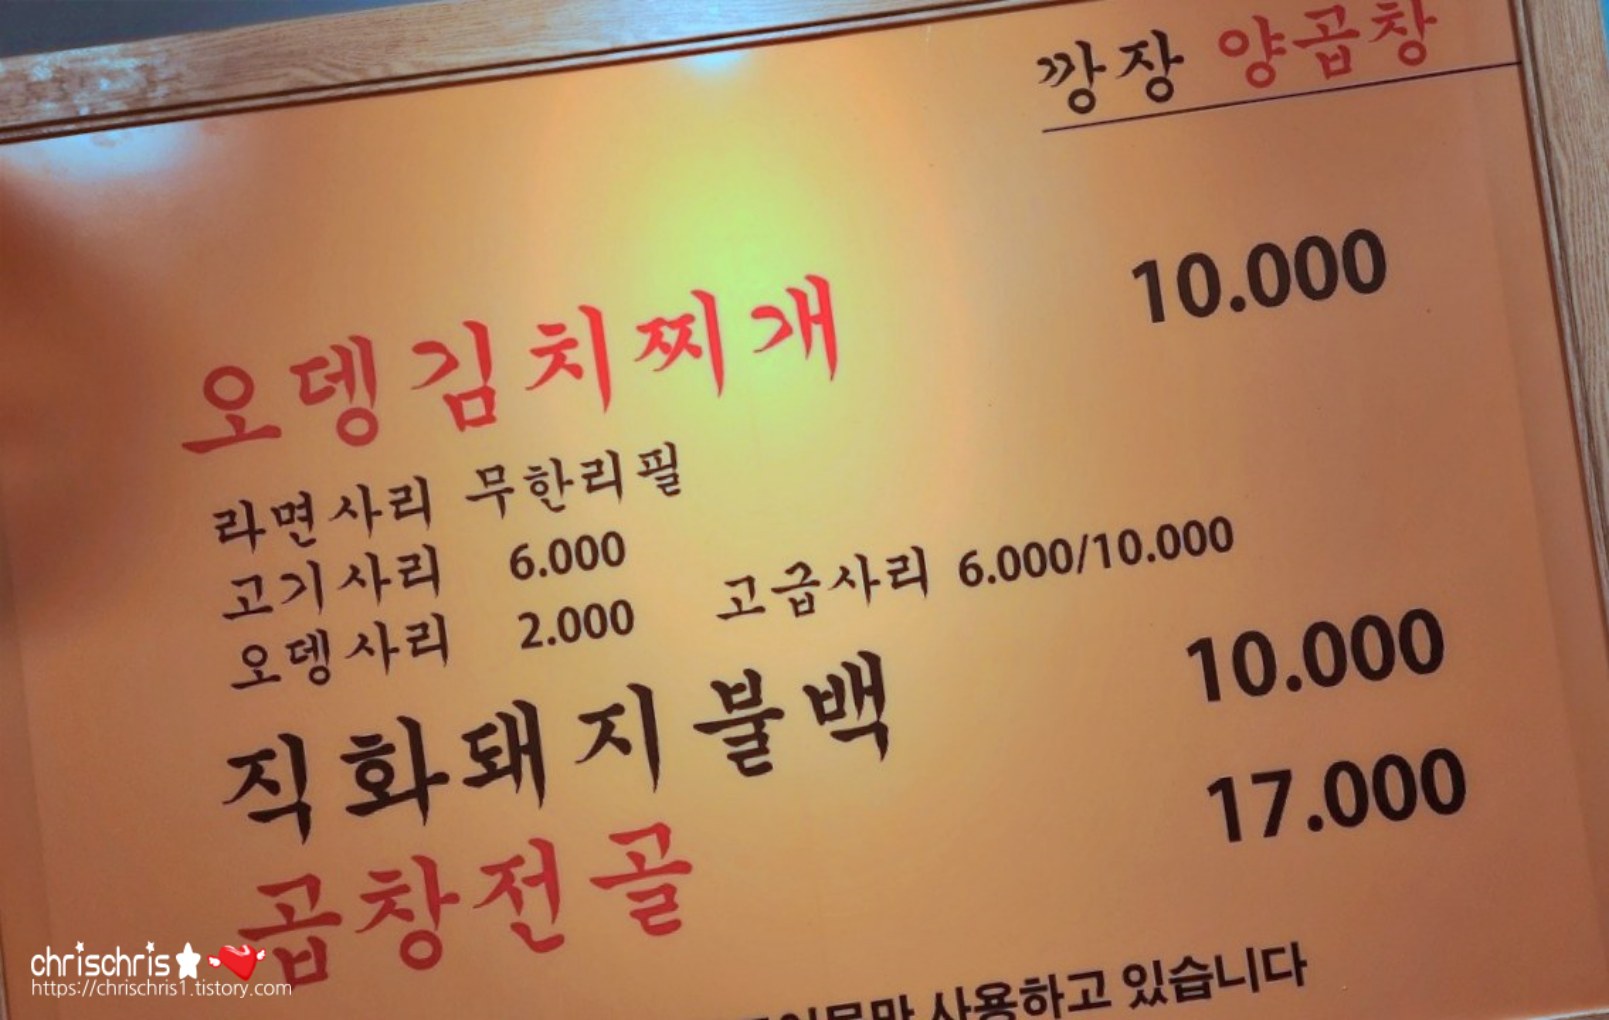 깡장 양곱창
오뎅김치찌개 10.000
라면사리 무한리필
고기사리 6.000
오뎅사리 2.000 고급사리 6.000/10.000
직화돼지불백 10.000
곱창전골 17.000
사용하고 있습니다
chrischris
https://chrischris1.tistory.com